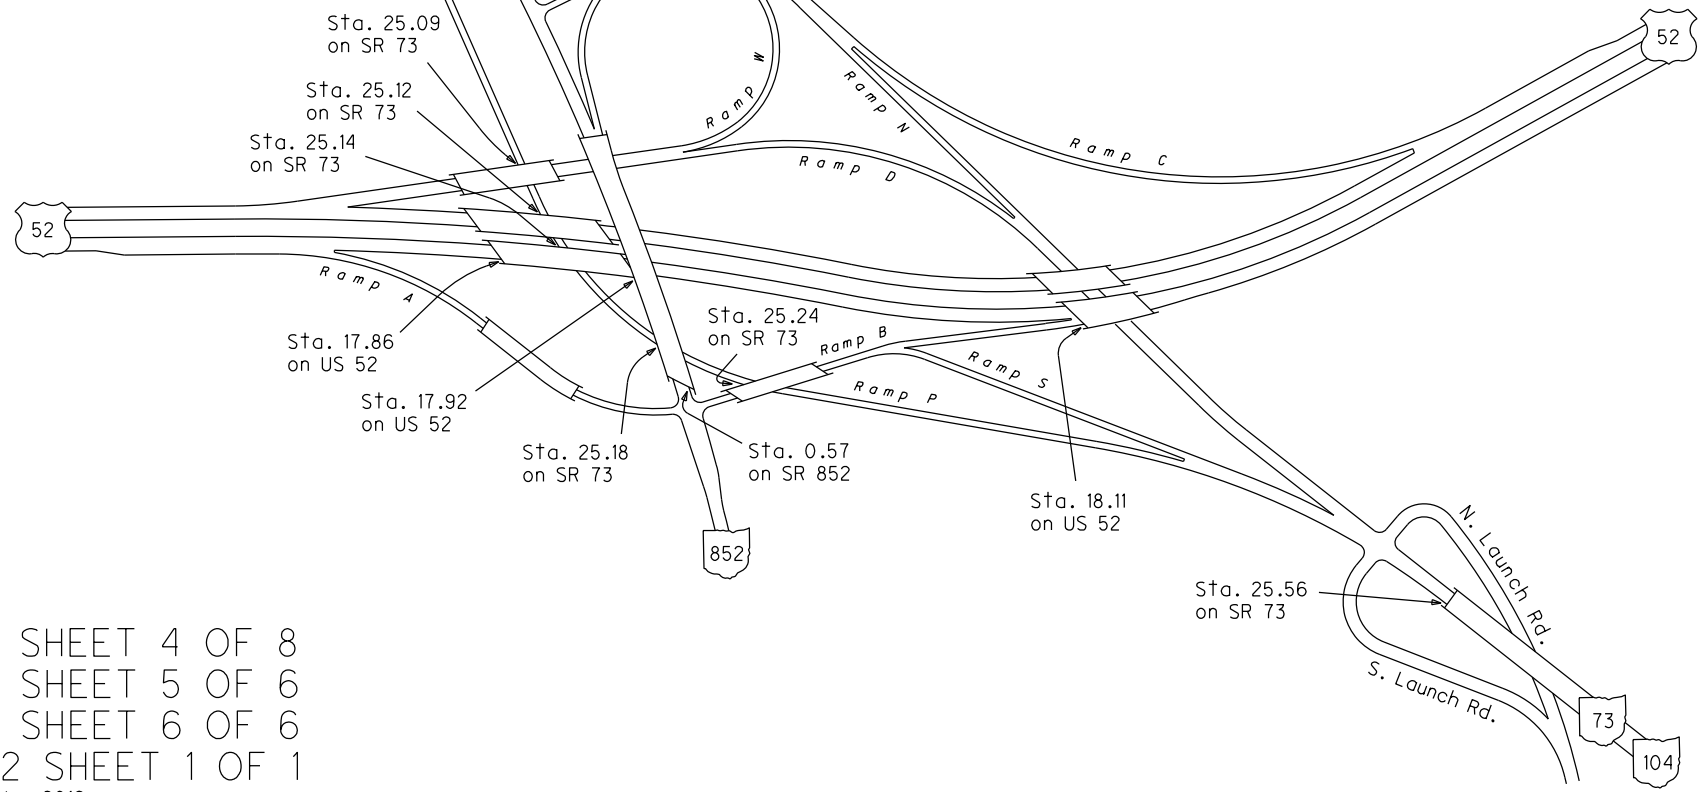 Sta. 25.09
on SR 73
Sta. 25.12
on SR 73
Sta. 25.14
on SR 73
52
52
Ramp W
Ramp N
Ramp C
Ramp D
Ramp A
Sta. 17.86
on US 52
Sta. 17.92
on US 52
Sta. 25.18
on SR 73
Sta. 25.24
on SR 73
Ramp B
Ramp S
Ramp P
Sta. 0.57
on SR 852
Sta. 18.11
on US 52
852
N. Launch Rd.
Sta. 25.56
on SR 73
S. Launch Rd.
73
104
SHEET 4 OF 8
SHEET 5 OF 6
SHEET 6 OF 6
2 SHEET 1 OF 1